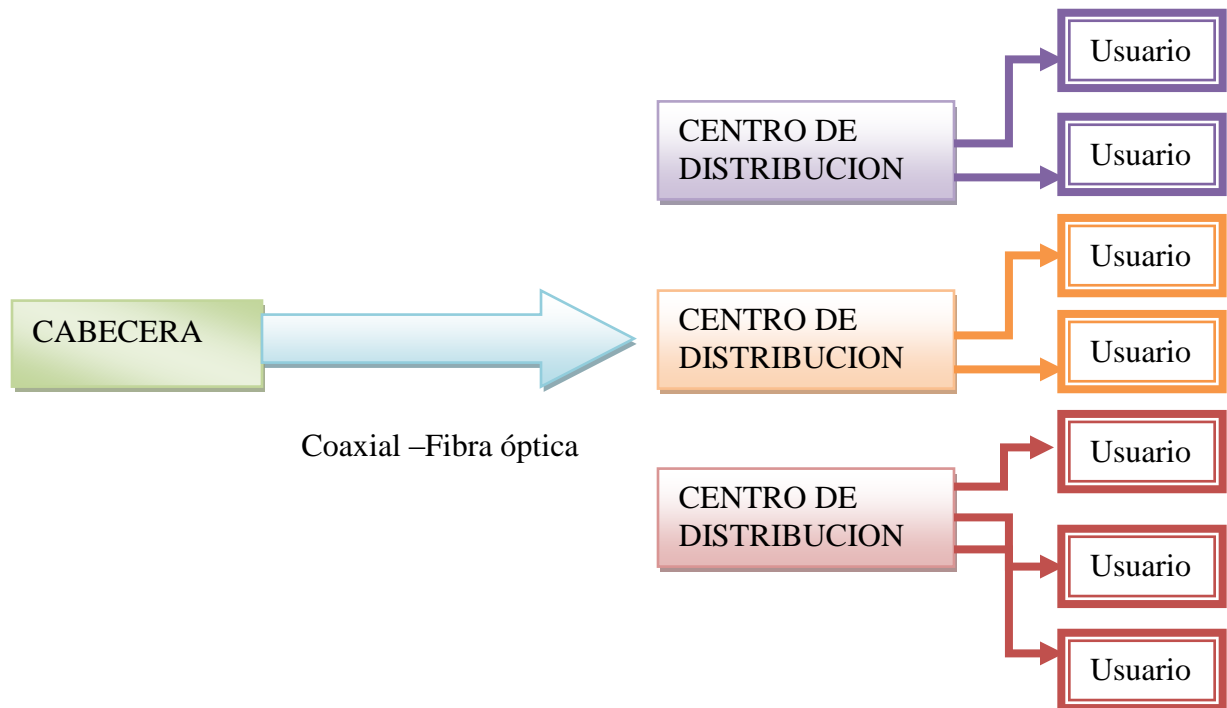 Usuario
CENTRO DE
DISTRIBUCION
Usuario
Usuario
CABECERA
CENTRO DE
DISTRIBUCION
Usuario
Coaxial –Fibra óptica
Usuario
CENTRO DE
DISTRIBUCION
Usuario
Usuario